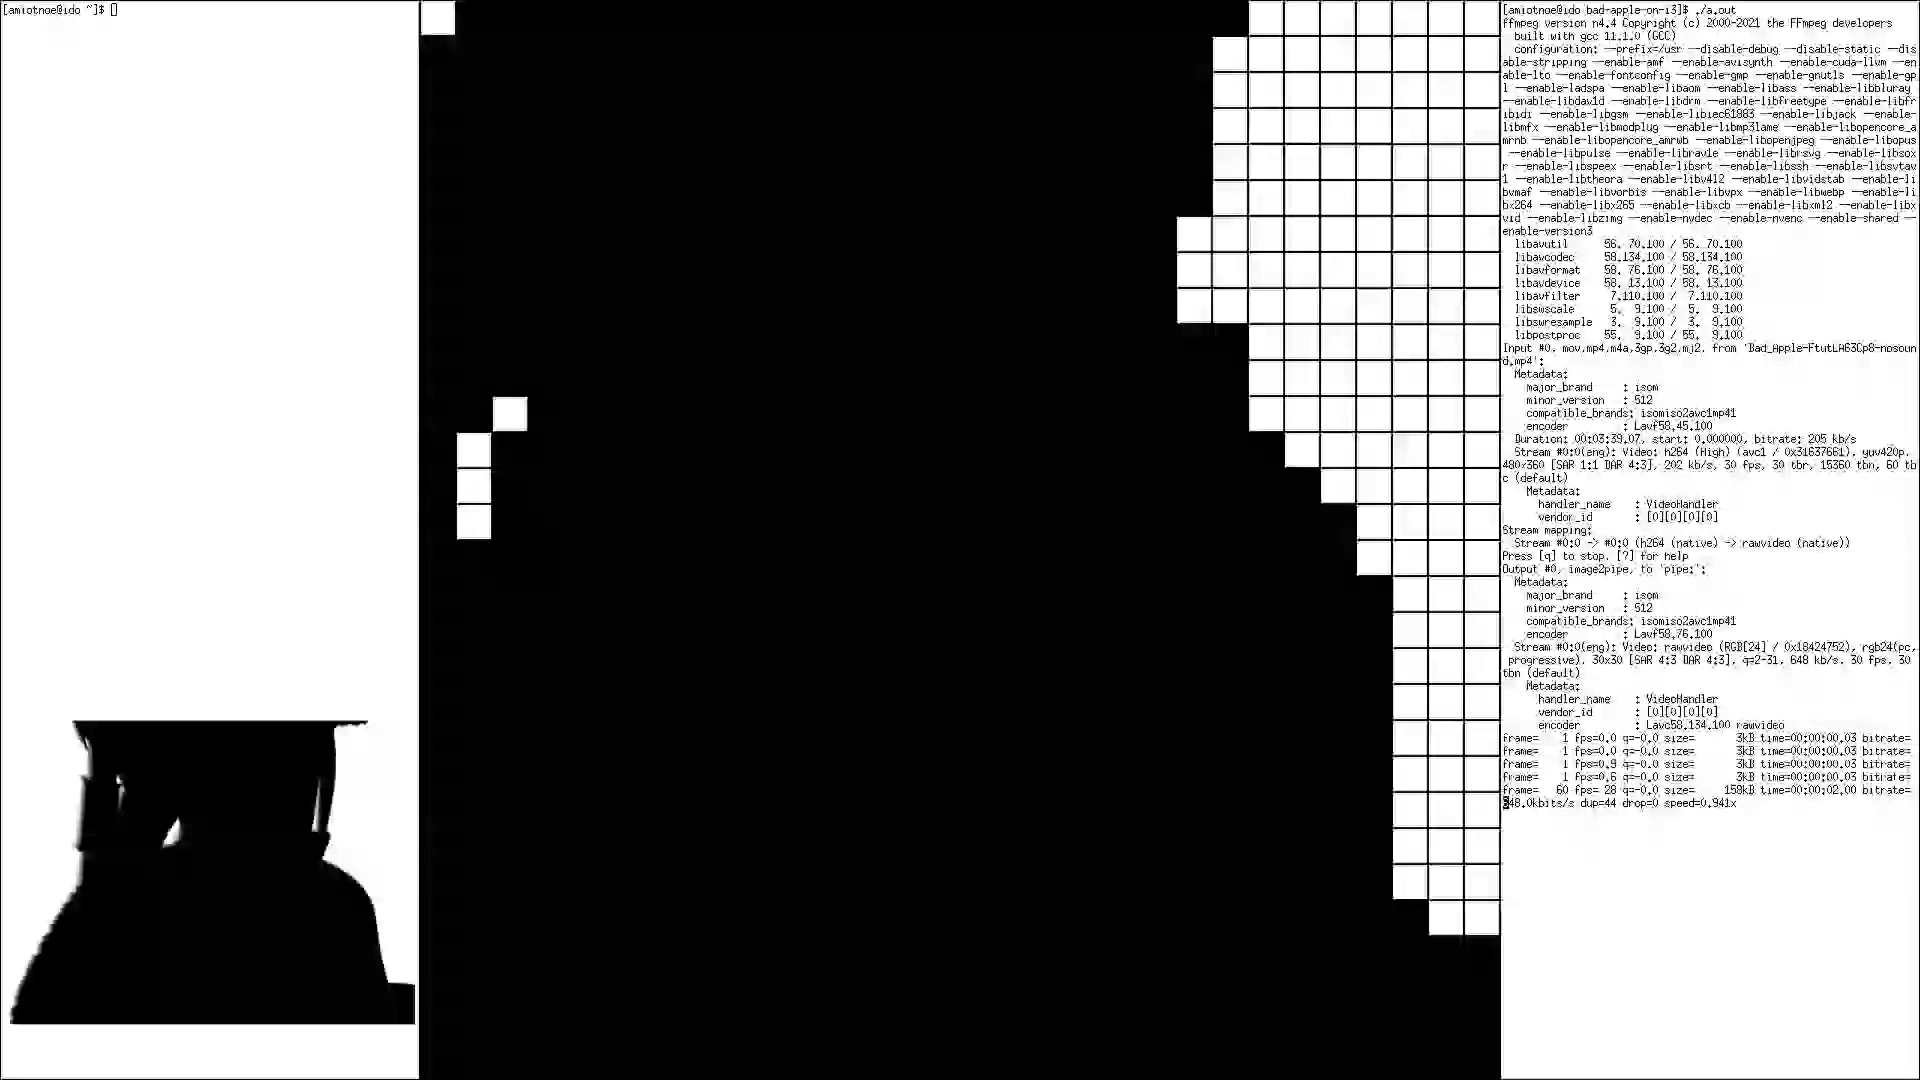 [amiotnoe@ido ~]$
[amiotnoe@ido bad-apple-on-i3]$ ./a.out
ffmpeg version n4.4 Copyright (c) 2000-2021 the FFmpeg developers
built with gcc 11.1.0 (GCC)
configuration: --prefix=/usr --disable-debug --disable-static --dis
able-stripping --enable-amf --enable-avisynth --enable-cuda-llvm --en
able-lto --enable-fontconfig --enable-gmp --enable-gnutls --enable-gp
l --enable-ladspa --enable-libaom --enable-libass --enable-libbluray
--enable-libdav1d --enable-libdrm --enable-libfreetype --enable-libfr
ibidi --enable-libgsm --enable-libiec61883 --enable-libjack --enable-
libmfx --enable-libmodplug --enable-libmp3lame --enable-libopencore_a
mrnb --enable-libopencore_amrwb --enable-libopenjpeg --enable-libopus
--enable-libpulse --enable-librav1e --enable-librsvg --enable-libsox
r --enable-libspeex --enable-libsrt --enable-libssh --enable-libsvtav
1 --enable-libtheora --enable-libv4l2 --enable-libvidstab --enable-li
bvmaf --enable-libvorbis --enable-libvpx --enable-libwebp --enable-li
bx264 --enable-libx265 --enable-libxcb --enable-libxml2 --enable-libx
vid --enable-libzimg --enable-nvdec --enable-nvenc --enable-shared --
enable-version3
libavutil 56. 70.100 / 56. 70.100
libavcodec 58.134.100 / 58.134.100
libavformat 58. 76.100 / 58. 76.100
libavdevice 58. 13.100 / 58. 13.100
libavfilter 7.110.100 / 7.110.100
libswscale 5. 9.100 / 5. 9.100
libswresample 3. 9.100 / 3. 9.100
libpostproc 55. 9.100 / 55. 9.100
Input #0, mov,mp4,m4a,3gp,3g2,mj2, from 'Bad_Apple-FtutLA63Cp8-nosoun
d.mp4':
Metadata:
major_brand : isom
minor_version : 512
compatible_brands: isomiso2avc1mp41
encoder : Lavf58.45.100
Duration: 00:03:39.07, start: 0.000000, bitrate: 205 kb/s
Stream #0:0(eng): Video: h264 (High) (avc1 / 0x31637661), yuv420p,
480x360 [SAR 1:1 DAR 4:3], 202 kb/s, 30 fps, 30 tbr, 15360 tbn, 60 tb
c (default)
Metadata:
handler_name : VideoHandler
vendor_id : [0][0][0][0]
Stream mapping:
Stream #0:0 -> #0:0 (h264 (native) -> rawvideo (native))
Press [q] to stop, [?] for help
Output #0, image2pipe, to 'pipe:':
Metadata:
major_brand : isom
minor_version : 512
compatible_brands: isomiso2avc1mp41
encoder : Lavf58.76.100
Stream #0:0(eng): Video: rawvideo (RGB[24] / 0x18424752), rgb24(pc,
progressive), 30x30 [SAR 4:3 DAR 4:3], q=2-31, 648 kb/s, 30 fps, 30
tbn (default)
Metadata:
handler_name : VideoHandler
vendor_id : [0][0][0][0]
encoder : Lavc58.134.100 rawvideo
frame= 1 fps=0.0 q=-0.0 size= 3kB time=00:00:00.03 bitrate=
frame= 1 fps=0.0 q=-0.0 size= 3kB time=00:00:00.03 bitrate=
frame= 1 fps=0.9 q=-0.0 size= 3kB time=00:00:00.03 bitrate=
frame= 1 fps=0.6 q=-0.0 size= 3kB time=00:00:00.03 bitrate=
frame= 60 fps= 28 q=-0.0 size= 158kB time=00:00:02.00 bitrate=
648.0kbits/s dup=44 drop=0 speed=0.941x